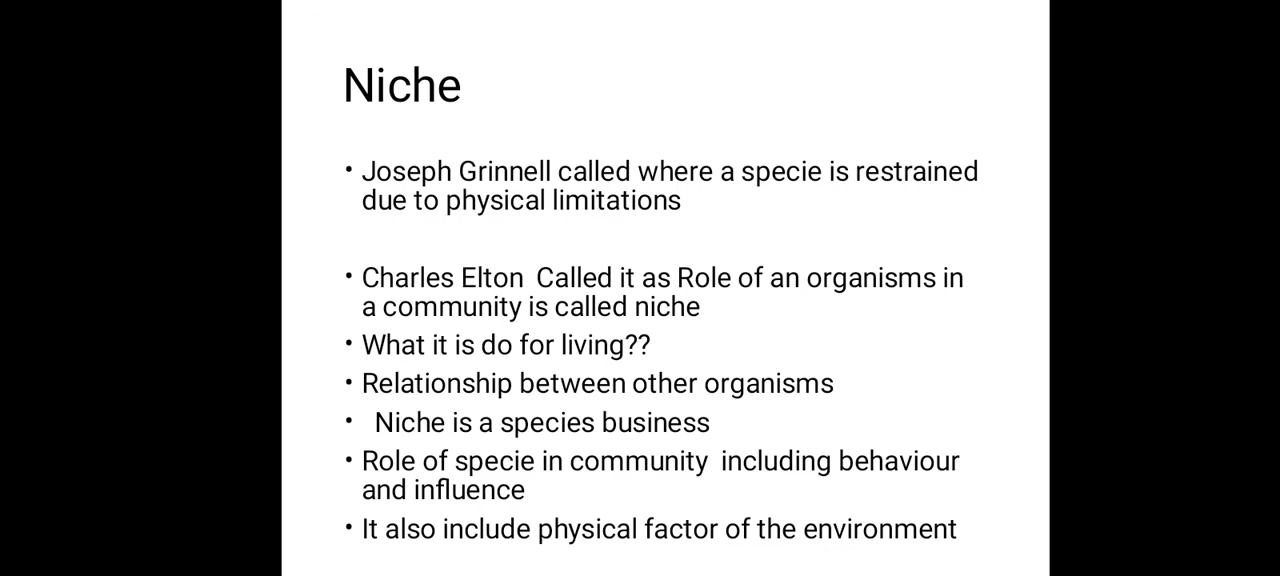 Niche
• Joseph Grinnell called where a specie is restrained
due to physical limitations
• Charles Elton  Called it as Role of an organisms in
a community is called niche
• What it is do for living??
• Relationship between other organisms
•  Niche is a species business
• Role of specie in community  including behaviour
and influence
• It also include physical factor of the environment